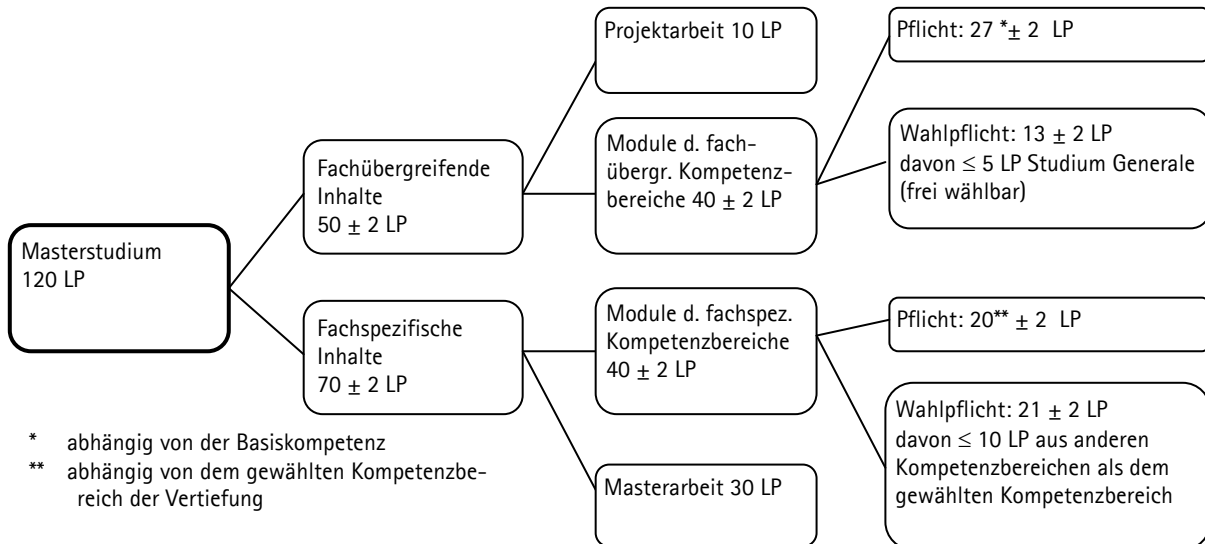 Masterstudium
120 LP
Fachübergreifende
Inhalte
50 ± 2 LP
Fachspezifische
Inhalte
70 ± 2 LP
Projektarbeit 10 LP
Module d. fach-
übergr. Kompetenz-
bereiche 40 ± 2 LP
Module d. fachspez.
Kompetenzbereiche
40 ± 2 LP
Masterarbeit 30 LP
Pflicht: 27 *± 2 LP
Wahlpflicht: 13 ± 2 LP
davon ≤ 5 LP Studium Generale
(frei wählbar)
Pflicht: 20** ± 2 LP
Wahlpflicht: 21 ± 2 LP
davon ≤ 10 LP aus anderen
Kompetenzbereichen als dem
gewählten Kompetenzbereich
* abhängig von der Basiskompetenz
** abhängig von dem gewählten Kompetenzbe-
reich der Vertiefung